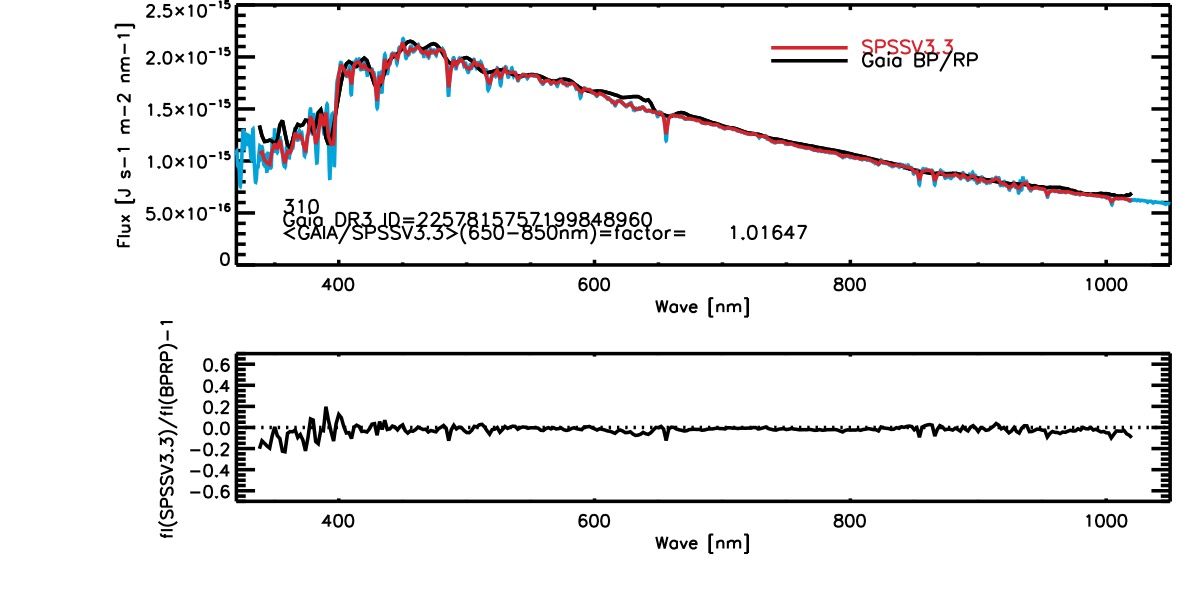 2.5×10⁻¹⁵
2.0×10⁻¹⁵
1.5×10⁻¹⁵
1.0×10⁻¹⁵
5.0×10⁻¹⁶
0
Flux [J s−1 m−2 nm−1]
SPSSV3.3
Gaia BP/RP
310
Gaia DR3 ID=2257815757199848960
<GAIA/SPSSV3.3>(650−850nm)=factor= 1.01647
400 600 800 1000
Wave [nm]
fl(SPSSV3.3)/fl(BPRP)−1
0.6
0.4
0.2
0.0
−0.2
−0.4
−0.6
400 600 800 1000
Wave [nm]